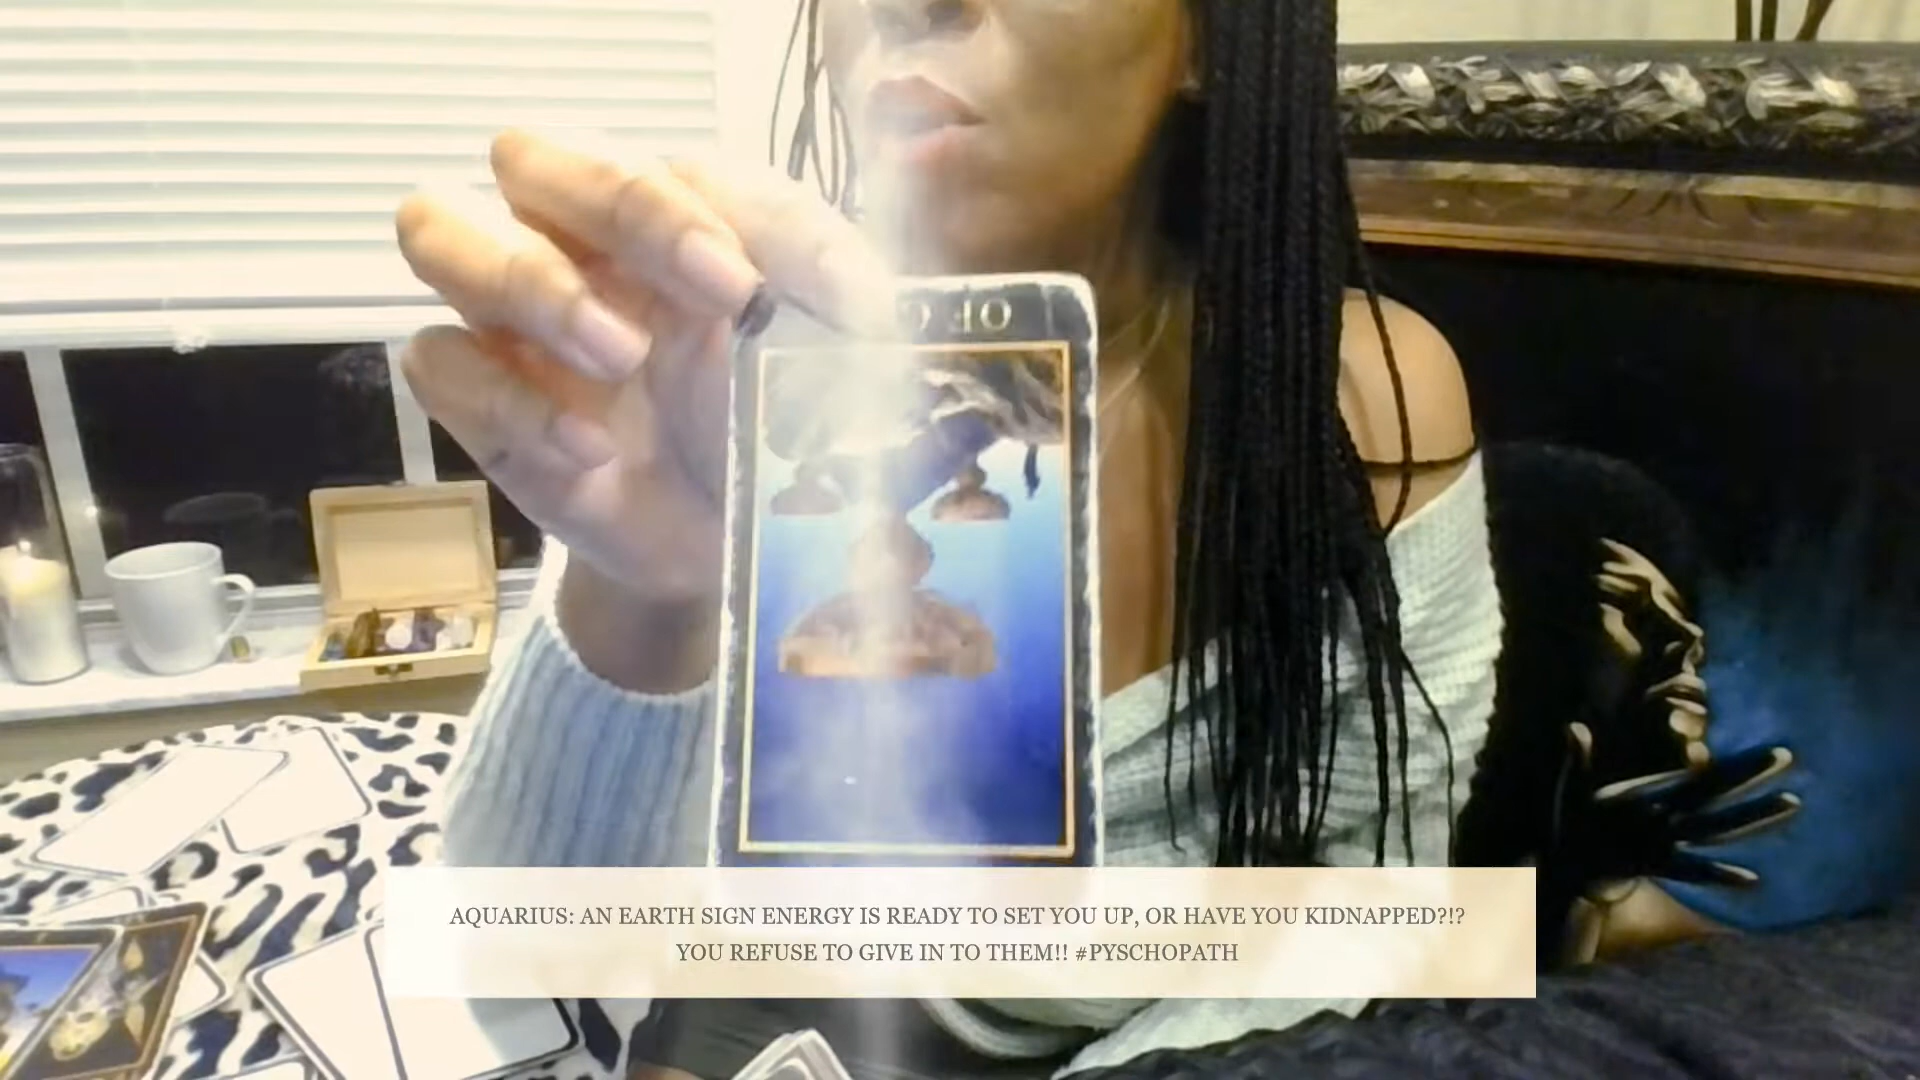 OF
AQUARIUS: AN EARTH SIGN ENERGY IS READY TO SET YOU UP, OR HAVE YOU KIDNAPPED?!?
YOU REFUSE TO GIVE IN TO THEM!! #PYSCHOPATH